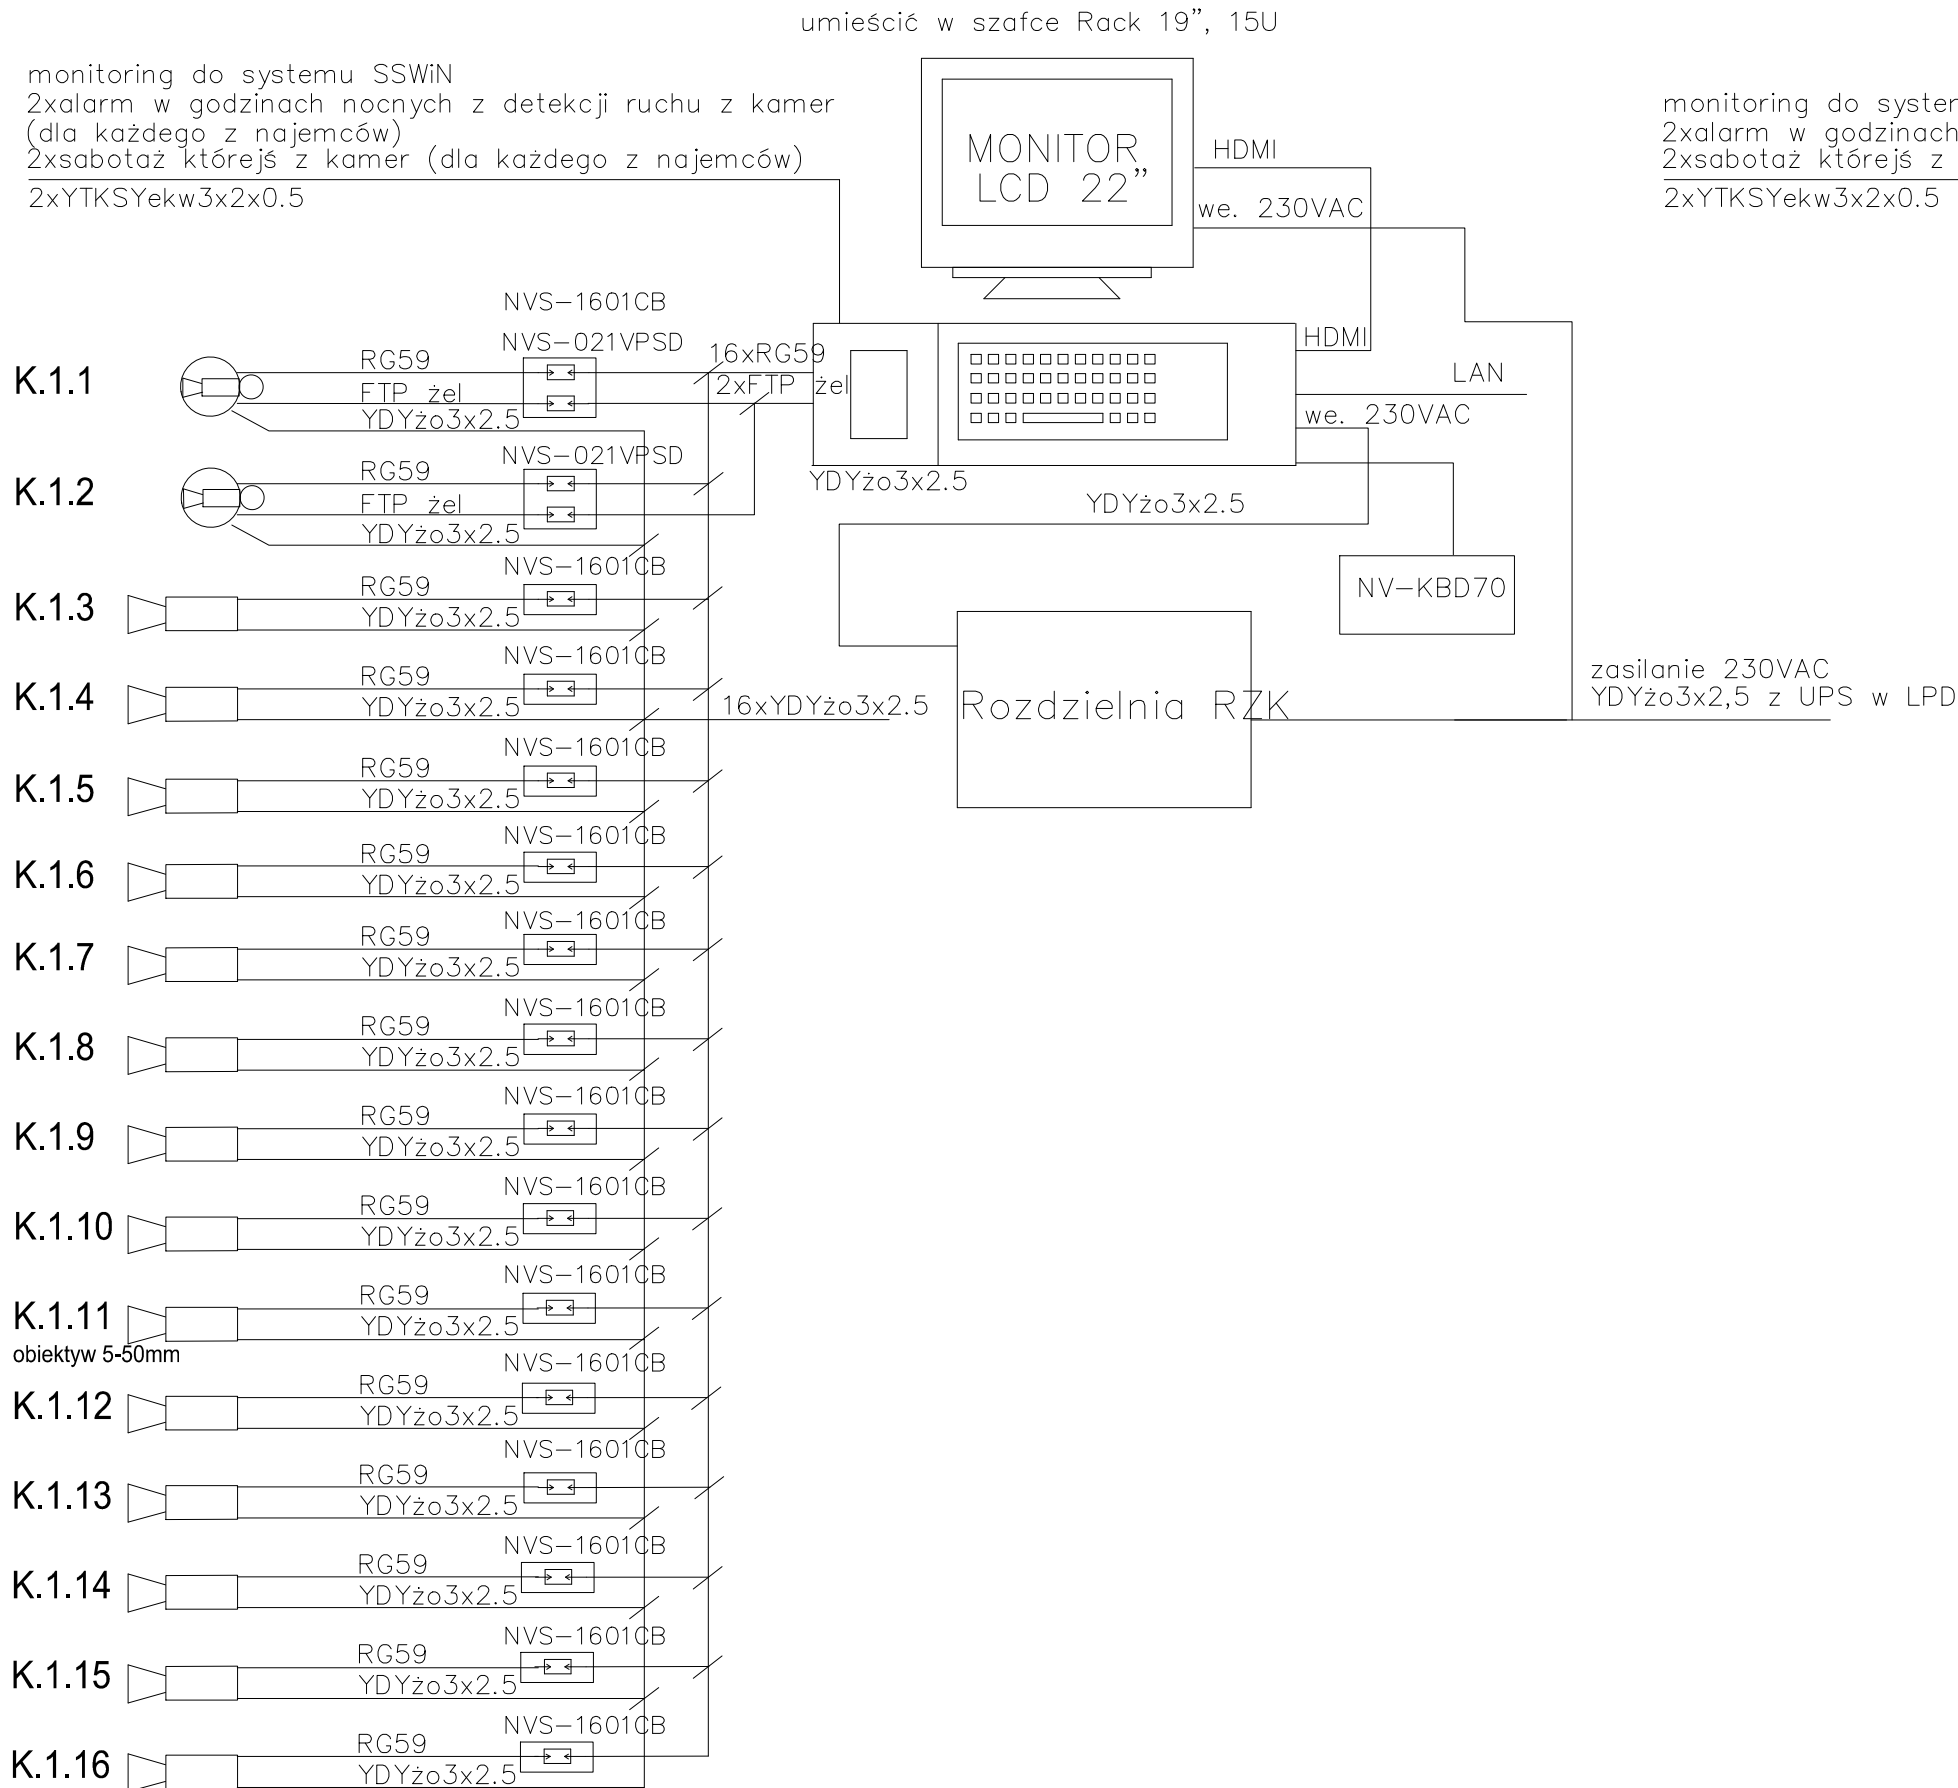 umieścić w szafce Rack 19”, 15U
monitoring do systemu SSWiN
2xalarm w godzinach nocnych z detekcji ruchu z kamer
(dla każdego z najemców)
2xsabotaż którejś z kamer (dla każdego z najemców)
2xYTKSYekw3x2x0.5
MONITOR
LCD 22”
HDMI
we. 230VAC
monitoring do system
2xalarm w godzinach
2xsabotaż którejś z
2xYTKSYekw3x2x0.5
NVS-1601CB
K.1.1
RG59
FTP żel
YDYżo3x2.5
NVS-021VPSD
16xRG59
2xFTP żel
HDMI
LAN
we. 230VAC
YDYżo3x2.5
YDYżo3x2.5
K.1.2
RG59
FTP żel
YDYżo3x2.5
NVS-021VPSD
NV-KBD70
K.1.3
RG59
YDYżo3x2.5
NVS-1601CB
K.1.4
RG59
YDYżo3x2.5
NVS-1601CB
16xYDYżo3x2.5
Rozdzielnia RZK
zasilanie 230VAC
YDYżo3x2,5 z UPS w LPD
K.1.5
RG59
YDYżo3x2.5
NVS-1601CB
K.1.6
RG59
YDYżo3x2.5
NVS-1601CB
K.1.7
RG59
YDYżo3x2.5
NVS-1601CB
K.1.8
RG59
YDYżo3x2.5
NVS-1601CB
K.1.9
RG59
YDYżo3x2.5
NVS-1601CB
K.1.10
RG59
YDYżo3x2.5
NVS-1601CB
K.1.11
obiektyw 5-50mm
RG59
YDYżo3x2.5
NVS-1601CB
K.1.12
RG59
YDYżo3x2.5
NVS-1601CB
K.1.13
RG59
YDYżo3x2.5
NVS-1601CB
K.1.14
RG59
YDYżo3x2.5
NVS-1601CB
K.1.15
RG59
YDYżo3x2.5
NVS-1601CB
K.1.16
RG59
YDYżo3x2.5
NVS-1601CB